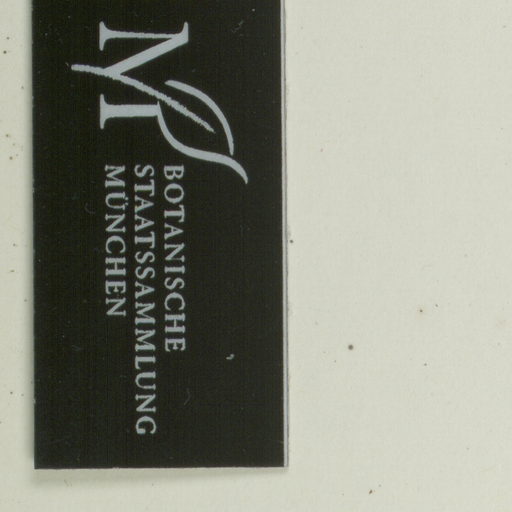 M
BOTANISCHE
STAATSSAMMLUNG
MÜNCHEN